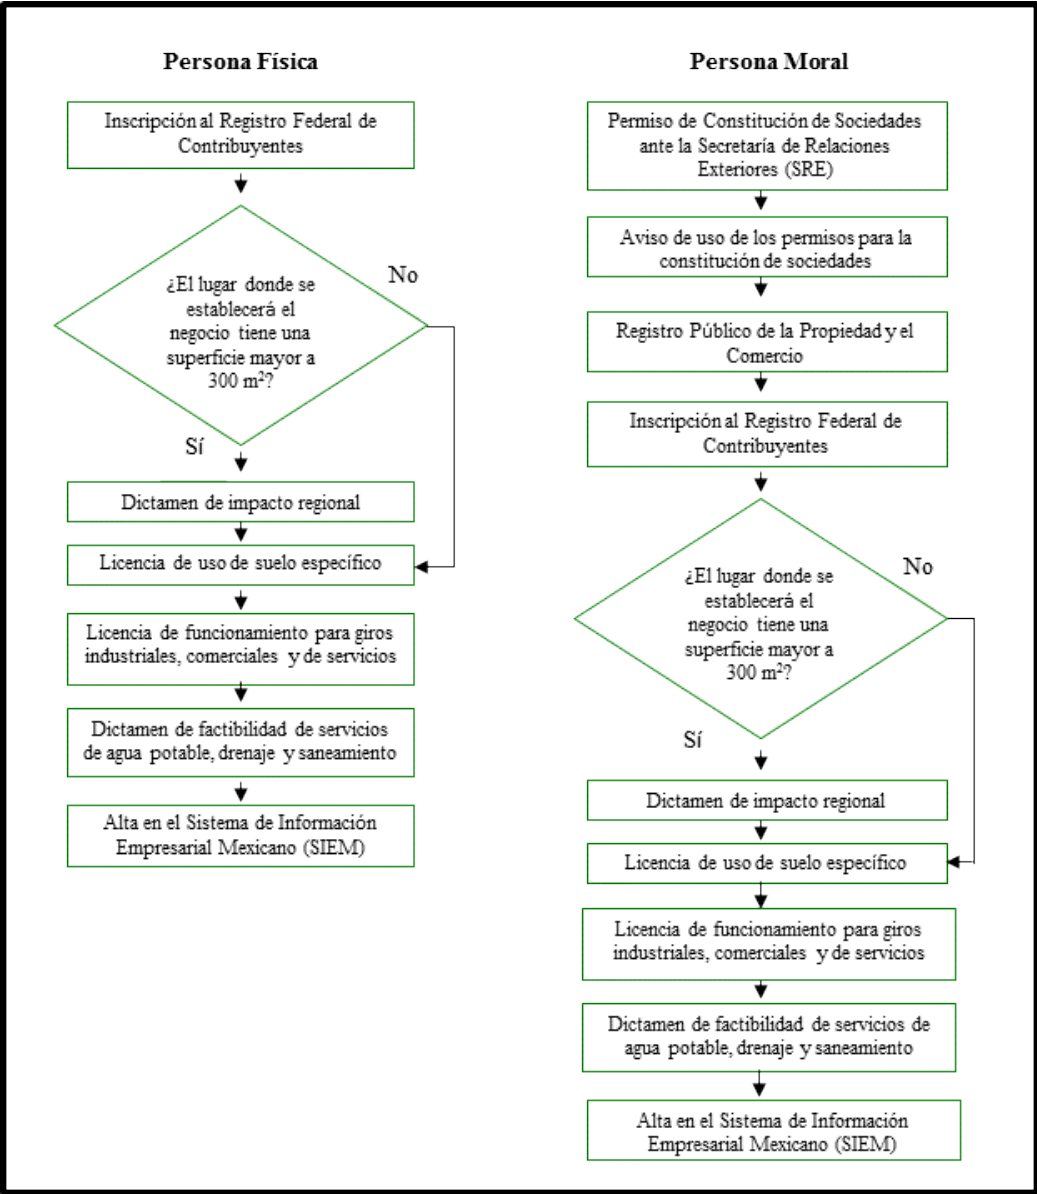 Persona Física
Inscripción al Registro Federal de
Contribuyentes
¿El lugar donde se
establecerá el
negocio tiene una
superficie mayor a
300 m²?
No
Sí
Dictamen de impacto regional
Licencia de uso de suelo específico
Licencia de funcionamiento para giros
industriales, comerciales y de servicios
Dictamen de factibilidad de servicios
de agua potable, drenaje y saneamiento
Alta en el Sistema de Información
Empresarial Mexicano (SIEM)
Persona Moral
Permiso de Constitución de Sociedades
ante la Secretaría de Relaciones
Exteriores (SRE)
Aviso de uso de los permisos para la
constitución de sociedades
Registro Público de la Propiedad y el
Comercio
Inscripción al Registro Federal de
Contribuyentes
¿El lugar donde se
establecerá el
negocio tiene una
superficie mayor a
300 m²?
No
Sí
Dictamen de impacto regional
Licencia de uso de suelo específico
Licencia de funcionamiento para giros
industriales, comerciales y de servicios
Dictamen de factibilidad de servicios de
agua potable, drenaje y saneamiento
Alta en el Sistema de Información
Empresarial Mexicano (SIEM)